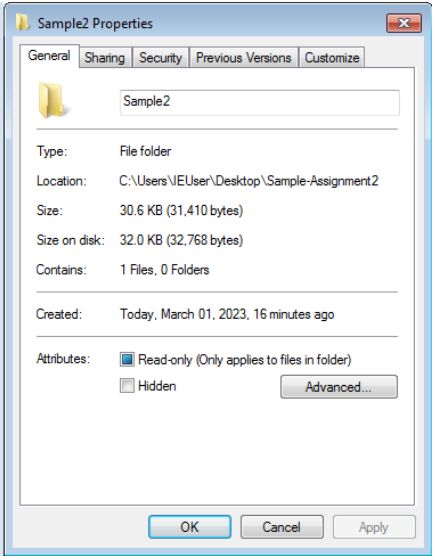 Sample2 Properties
General Sharing Security Previous Versions Customize
Sample2
Type: File folder
Location: C:\Users\IEUser\Desktop\Sample-Assignment2
Size: 30.6 KB (31,410 bytes)
Size on disk: 32.0 KB (32,768 bytes)
Contains: 1 Files, 0 Folders
Created: Today, March 01, 2023, 16 minutes ago
Attributes: Read-only (Only applies to files in folder)
Hidden Advanced...
OK Cancel Apply